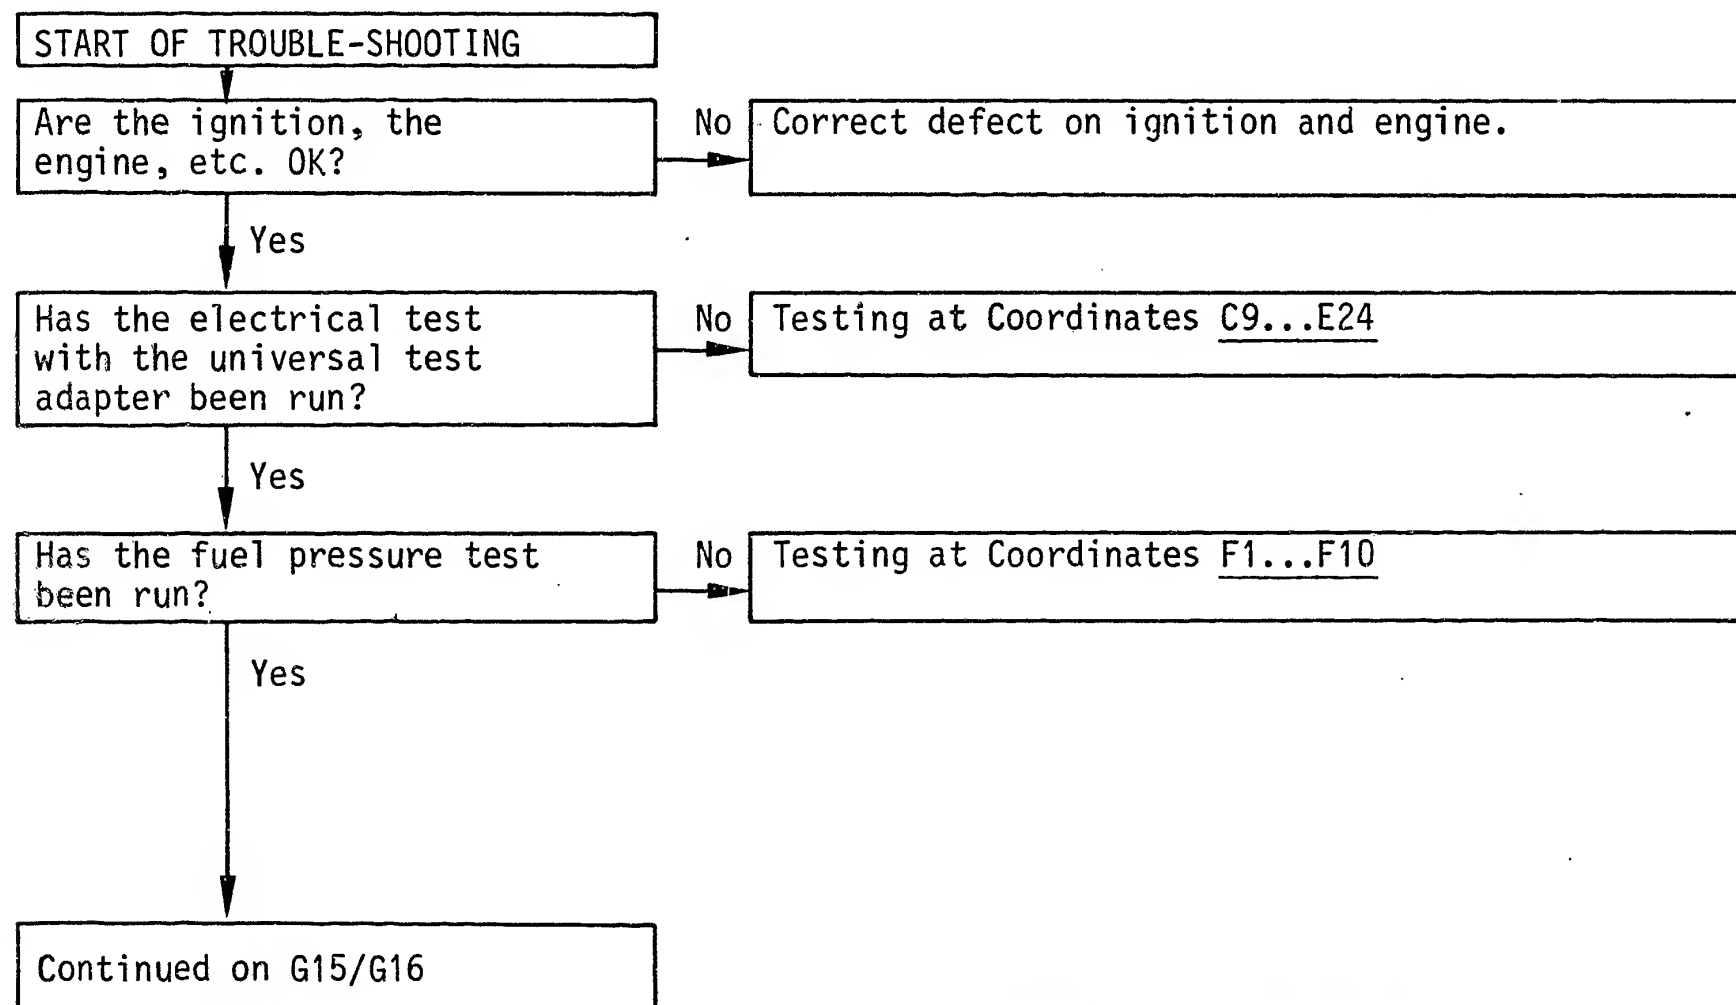 START OF TROUBLE-SHOOTING
Are the ignition, the
engine, etc. OK?
No
Correct defect on ignition and engine.
Yes
Has the electrical test
with the universal test
adapter been run?
No
Testing at Coordinates C9...E24
Yes
Has the fuel pressure test
been run?
No
Testing at Coordinates F1...F10
Yes
Continued on G15/G16